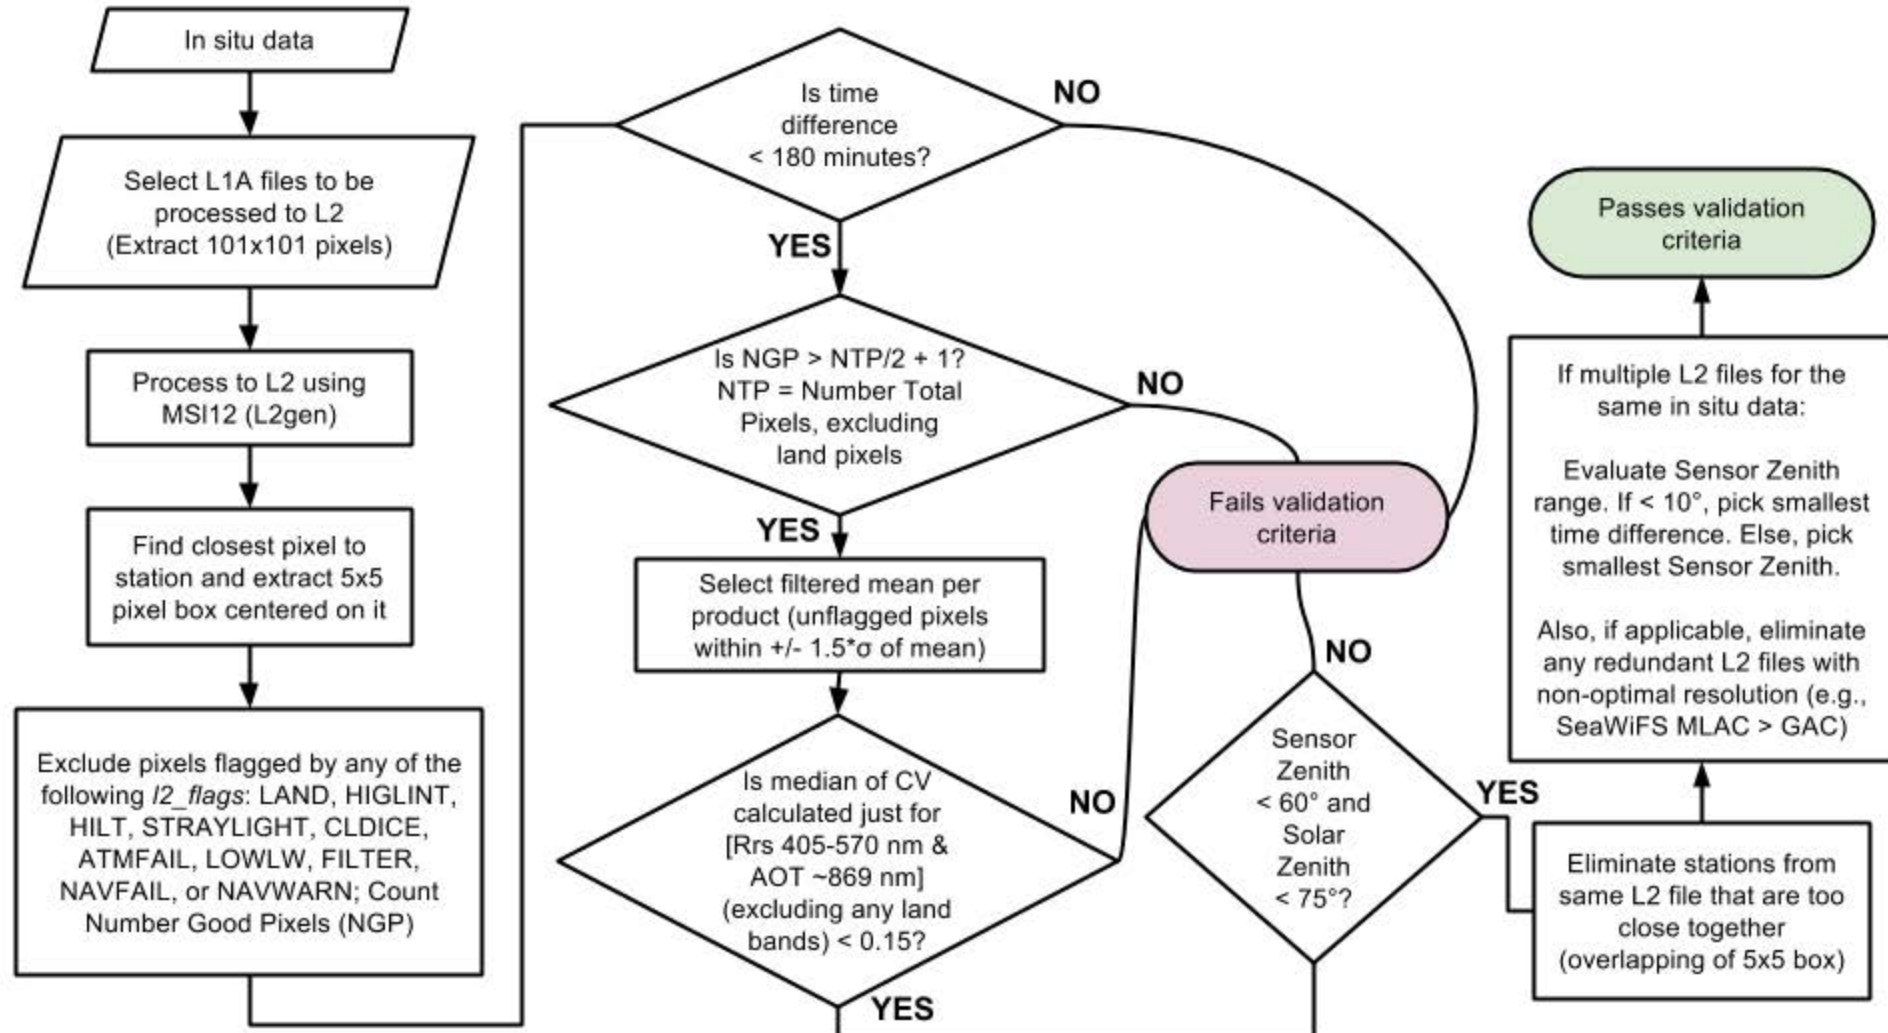 In situ data
Select L1A files to be
processed to L2
(Extract 101x101 pixels)
Process to L2 using
MSl12 (L2gen)
Find closest pixel to
station and extract 5x5
pixel box centered on it
Exclude pixels flagged by any of the
following l2_flags: LAND, HIGLINT,
HILT, STRAYLIGHT, CLDICE,
ATMFAIL, LOWLW, FILTER,
NAVFAIL, or NAVWARN; Count
Number Good Pixels (NGP)
Is time
difference
< 180 minutes?
NO
YES
Is NGP > NTP/2 + 1?
NTP = Number Total
Pixels, excluding
land pixels
NO
YES
Select filtered mean per
product (unflagged pixels
within +/- 1.5*σ of mean)
Is median of CV
calculated just for
[Rrs 405-570 nm &
AOT ~869 nm]
(excluding any land
bands) < 0.15?
NO
YES
Fails validation
criteria
NO
Sensor
Zenith
< 60° and
Solar
Zenith
< 75°?
YES
Eliminate stations from
same L2 file that are too
close together
(overlapping of 5x5 box)
If multiple L2 files for the
same in situ data:
Evaluate Sensor Zenith
range. If < 10°, pick smallest
time difference. Else, pick
smallest Sensor Zenith.
Also, if applicable, eliminate
any redundant L2 files with
non-optimal resolution (e.g.,
SeaWiFS MLAC > GAC)
Passes validation
criteria